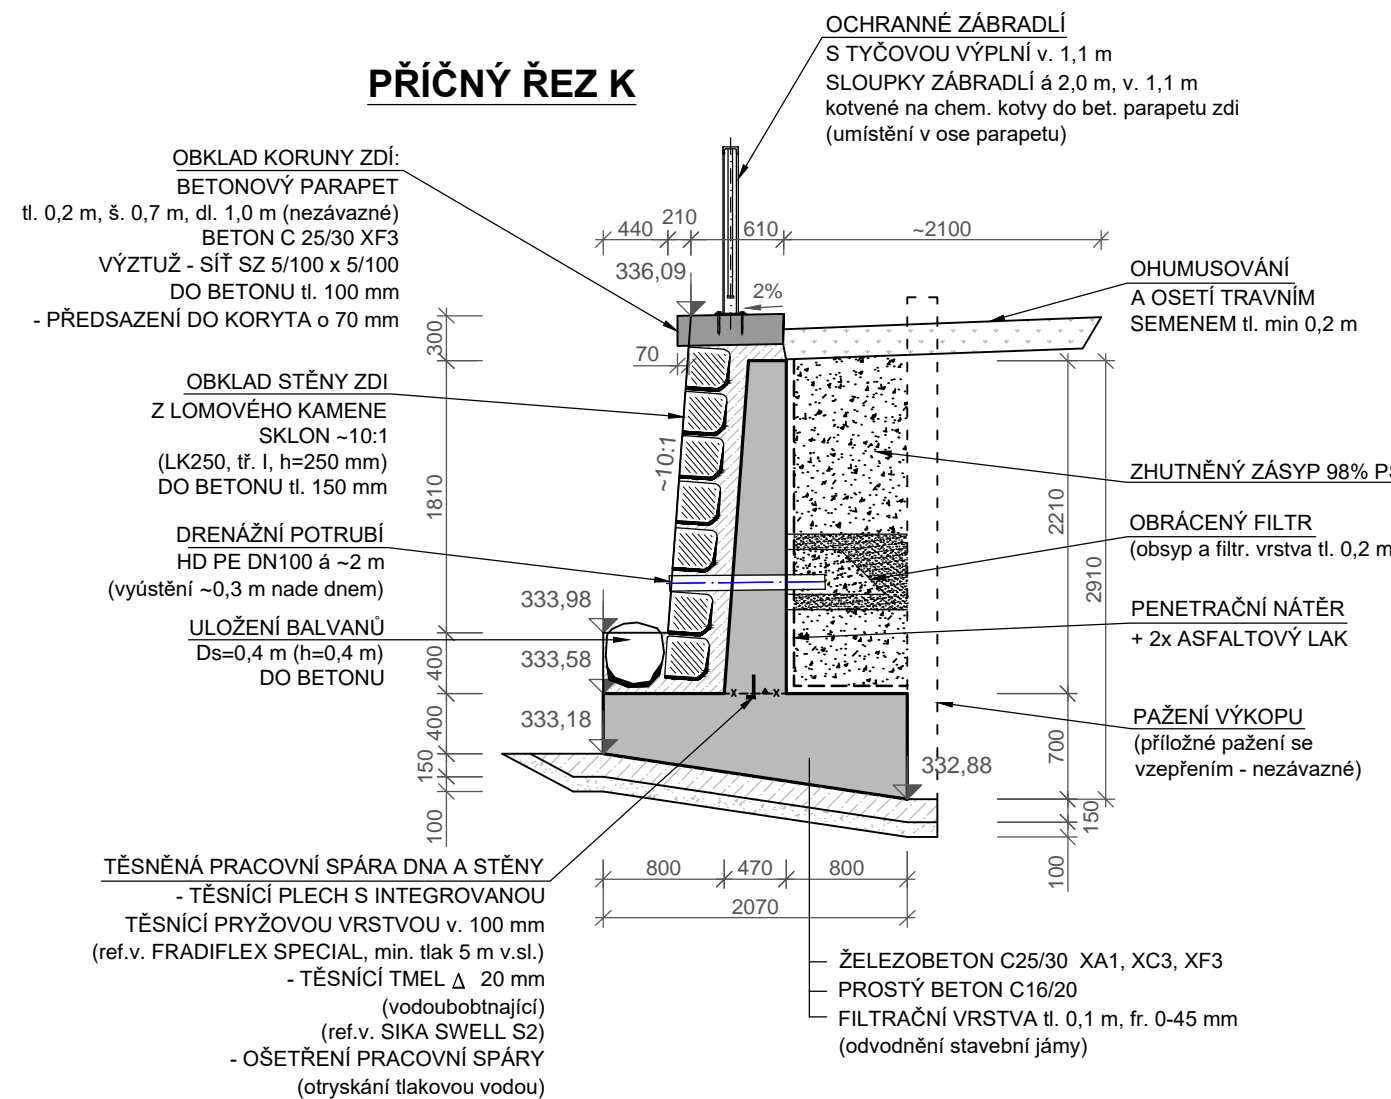 PŘÍČNÝ ŘEZ K
OCHRANNÉ ZÁBRADLÍ
S TYČOVOU VÝPLNÍ v. 1,1 m
SLOUPKY ZÁBRADLÍ á 2,0 m, v. 1,1 m
kotvené na chem. kotvy do bet. parapetu zdi
(umístění v ose parapetu)
OBKLAD KORUNY ZDÍ:
BETONOVÝ PARAPET
tl. 0,2 m, š. 0,7 m, dl. 1,0 m (nezávazné)
BETON C 25/30 XF3
VÝZTUŽ - SÍŤ SZ 5/100 x 5/100
DO BETONU tl. 100 mm
- PŘEDSAZENÍ DO KORYTA o 70 mm
440
210
610
~2100
336,09
2%
OHUMUSOVÁNÍ
A OSETÍ TRAVNÍM
SEMENEM tl. min 0,2 m
300
70
OBKLAD STĚNY ZDI
Z LOMOVÉHO KAMENE
SKLON ~10:1
(LK250, tř. I, h=250 mm)
DO BETONU tl. 150 mm
1810
~10:1
ZHUTNĚNÝ ZÁSYP 98% PS
2210
2910
DRENÁŽNÍ POTRUBÍ
HD PE DN100 á ~2 m
(vyústění ~0,3 m nade dnem)
OBRÁCENÝ FILTR
(obsyp a filtr. vrstva tl. 0,2 m
PENETRAČNÍ NÁTĚR
+ 2x ASFALTOVÝ LAK
ULOŽENÍ BALVANŮ
Ds=0,4 m (h=0,4 m)
DO BETONU
333,98
333,58
333,18
332,88
400
400
150
100
x
x
PAŽENÍ VÝKOPU
(příložné pažení se
vzepřením - nezávazné)
700
150
100
800
470
800
2070
TĚSNĚNÁ PRACOVNÍ SPÁRA DNA A STĚNY
- TĚSNÍCÍ PLECH S INTEGROVANOU
TĚSNÍCÍ PRYŽOVOU VRSTVOU v. 100 mm
(ref.v. FRADIFLEX SPECIAL, min. tlak 5 m v.sl.)
- TĚSNÍCÍ TMEL Δ 20 mm
(vodoubobtnající)
(ref.v. SIKA SWELL S2)
- OŠETŘENÍ PRACOVNÍ SPÁRY
(otryskání tlakovou vodou)
ŽELEZOBETON C25/30 XA1, XC3, XF3
PROSTÝ BETON C16/20
FILTRAČNÍ VRSTVA tl. 0,1 m, fr. 0-45 mm
(odvodnění stavební jámy)